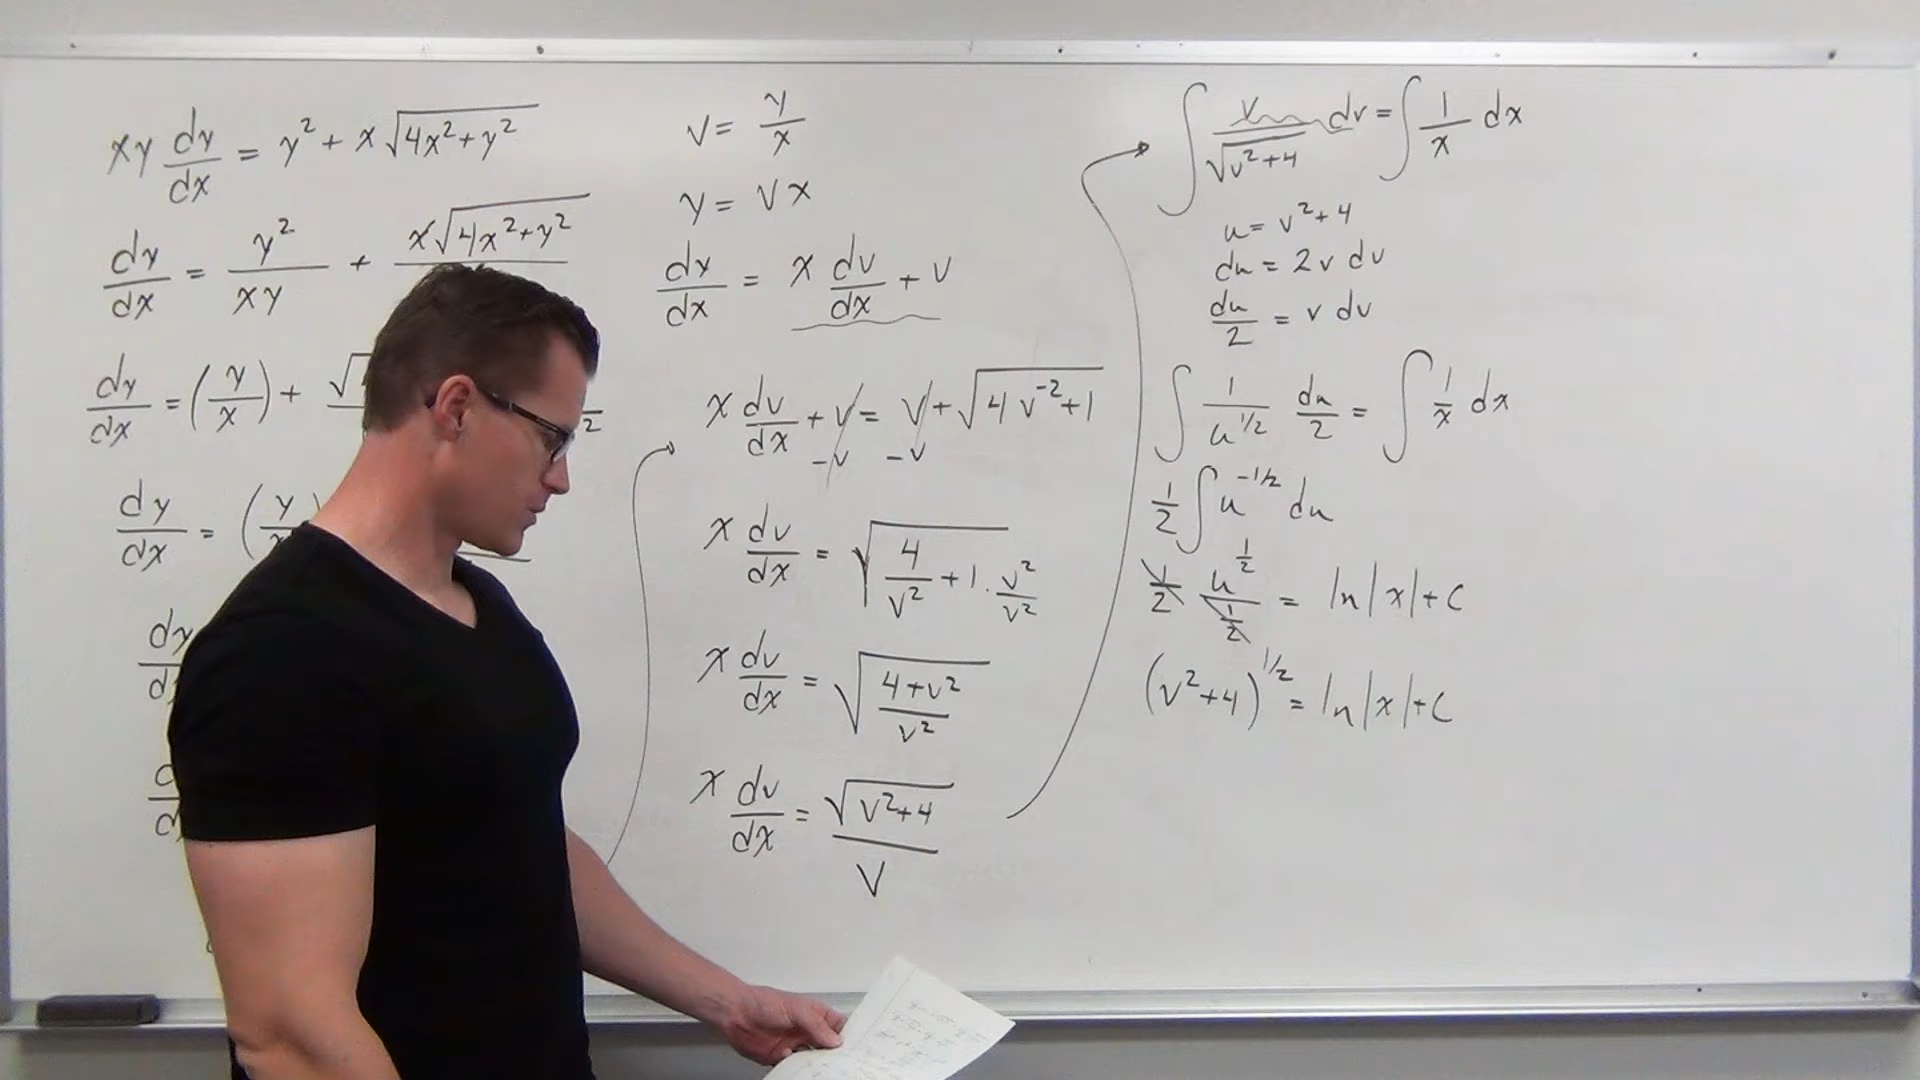 xy dy/dx = y² + x√(4x²+y²)
dy/dx = y²/xy + x√(4x²+y²)
dy/dx = (y/x) + √
dy/dx = (y/x)
dy
d
v = y/x
y = vx
dy/dx = x dv/dx + v
x dv/dx + v = v + √(4v⁻²+1)
-v -v
x dv/dx = √(4/v² + 1 · v²/v²)
x dv/dx = √((4+v²)/v²)
x dv/dx = √(v²+4)/v
∫ v/√(v²+4) dv = ∫ 1/x dx
u = v²+4
du = 2v dv
du/2 = v dv
∫ 1/u^(1/2) du/2 = ∫ 1/x dx
1/2 ∫ u^(-1/2) du
1/2 u^(1/2)/(1/2) = ln|x|+C
(v²+4)^(1/2) = ln|x|+C